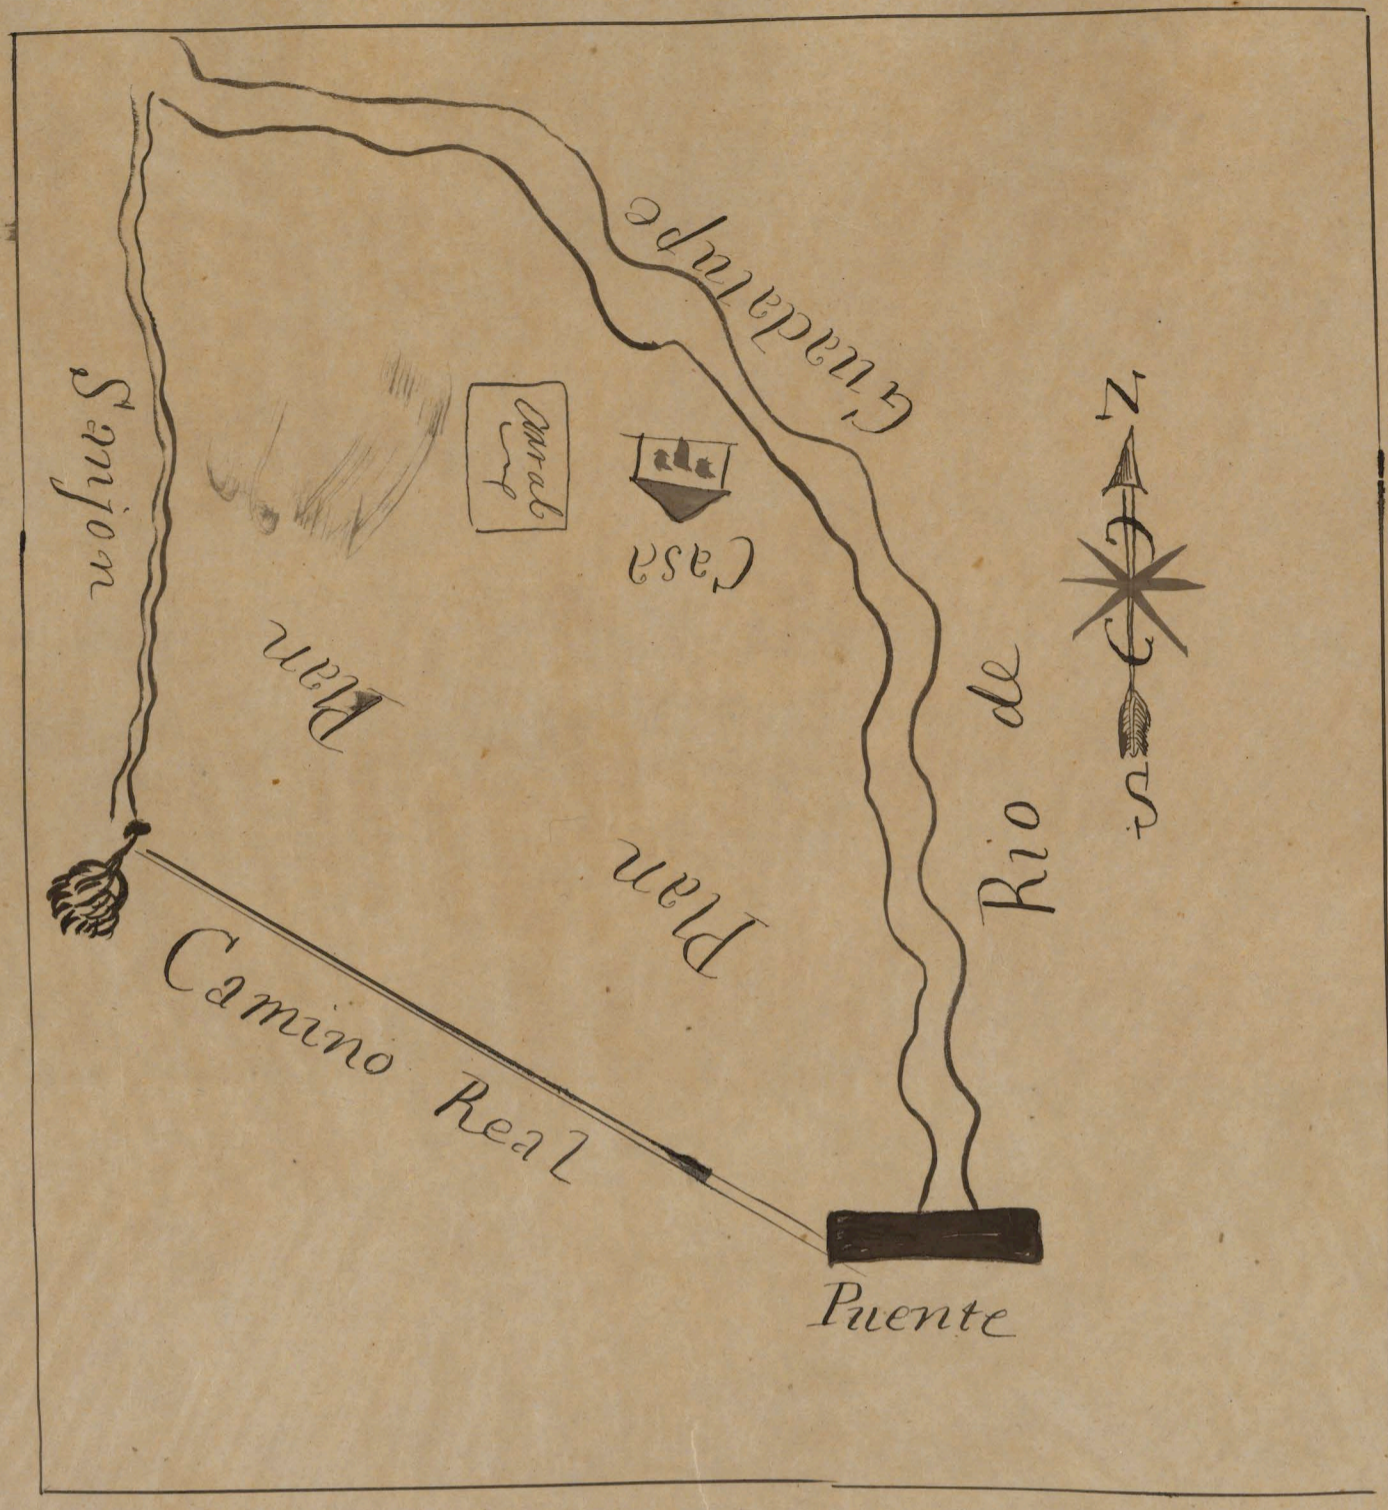 Rio de Guadalupe
Sanjon
Corral
Casa
N
S
Plan
Plan
Camino Real
Puente